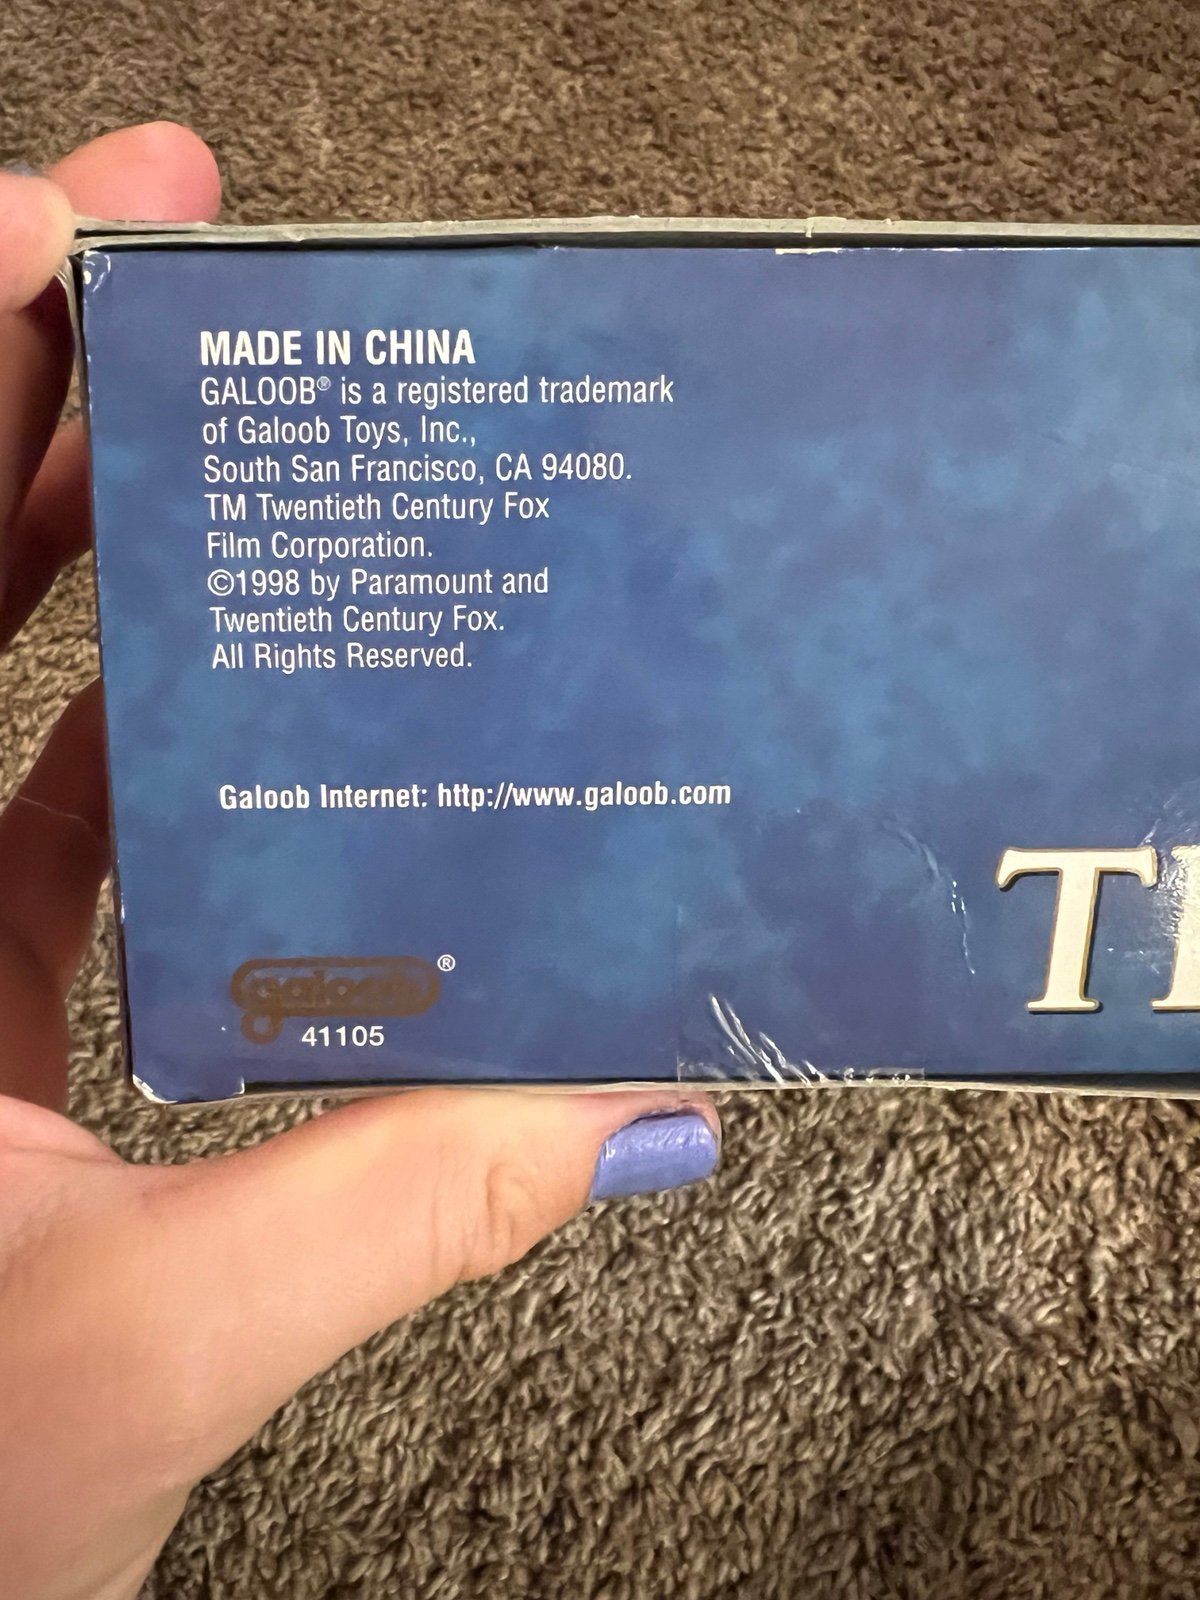 MADE IN CHINA
GALOOB® is a registered trademark
of Galoob Toys, Inc.,
South San Francisco, CA 94080.
TM Twentieth Century Fox
Film Corporation.
©1998 by Paramount and
Twentieth Century Fox.
All Rights Reserved.
Galoob Internet: http://www.galoob.com
T
galoob®
41105